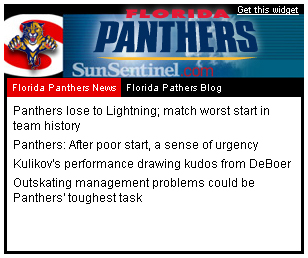 Get this widget
FLORIDA
PANTHERS
SunSentinel.com
Florida Panthers News
Florida Pathers Blog
Panthers lose to Lightning; match worst start in
team history
Panthers: After poor start, a sense of urgency
Kulikov's performance drawing kudos from DeBoer
Outskating management problems could be
Panthers' toughest task